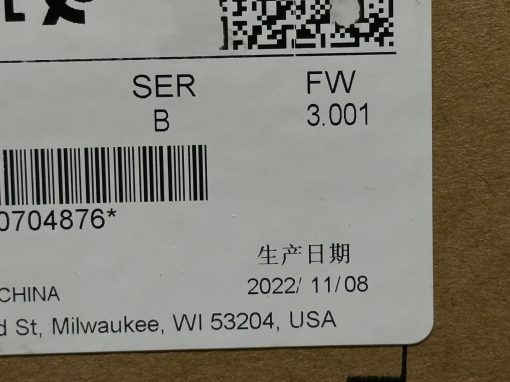 SER FW
B 3.001
0704876*
生产日期
CHINA 2022/ 11/08
d St, Milwaukee, WI 53204, USA